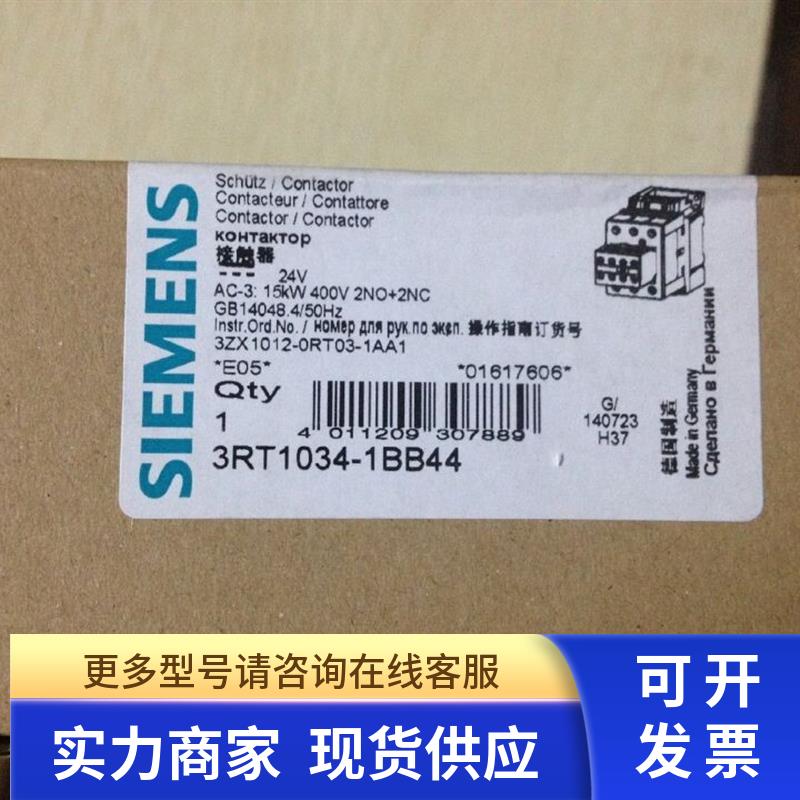 SIEMENS
Schütz / Contactor
Contacteur / Contattore
Contactor / Contactor
контактор
接触器
24V
AC-3: 15kW 400V 2NO+2NC
GB14048.4/50Hz
Instr.Ord.No. / номер для рук.по эксп. 操作指南订货号
3ZX1012-0RT03-1AA1
*E05*
*01617606*
Qty
1
4 011209 307889
3RT1034-1BB44
G/
140723
H37
德国制造
Made in Germany
Сделано в Германии
更多型号请咨询在线客服
实力商家 现货供应
可开
发票